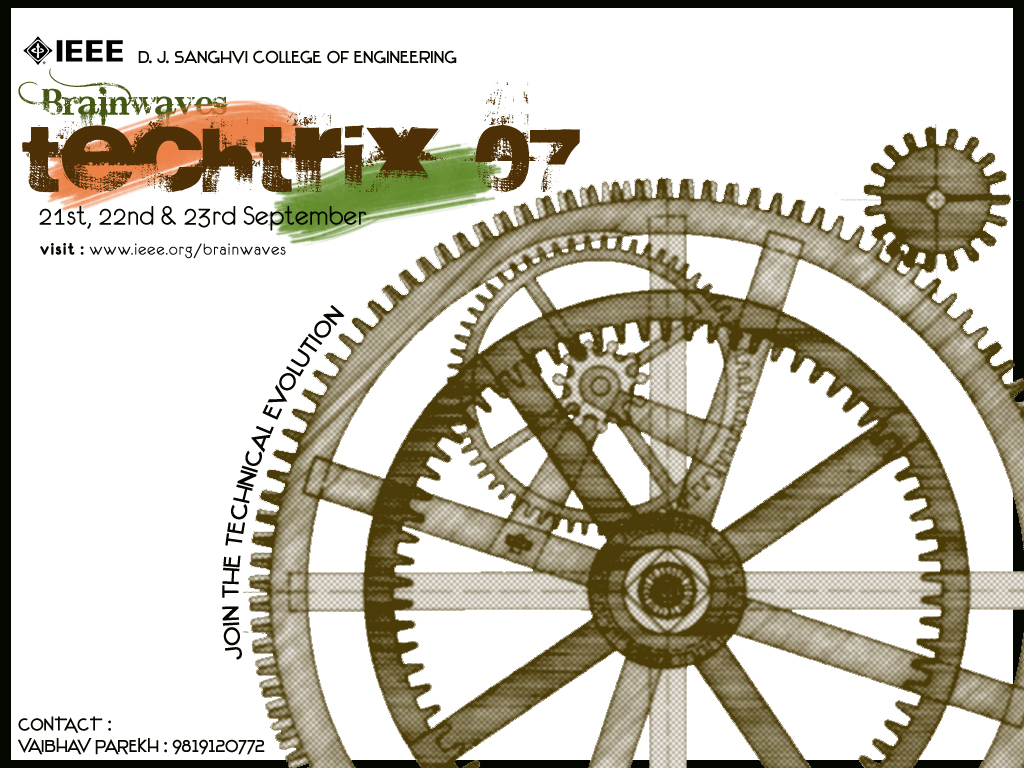 IEEE D. J. SANGHVI COLLEGE OF ENGINEERING
Brainwaves
techtrix 07
21st, 22nd & 23rd September
visit : www.ieee.org/brainwaves
JOIN THE TECHNICAL EVOLUTION
CONTACT :
VAIBHAV PAREKH : 9819120772